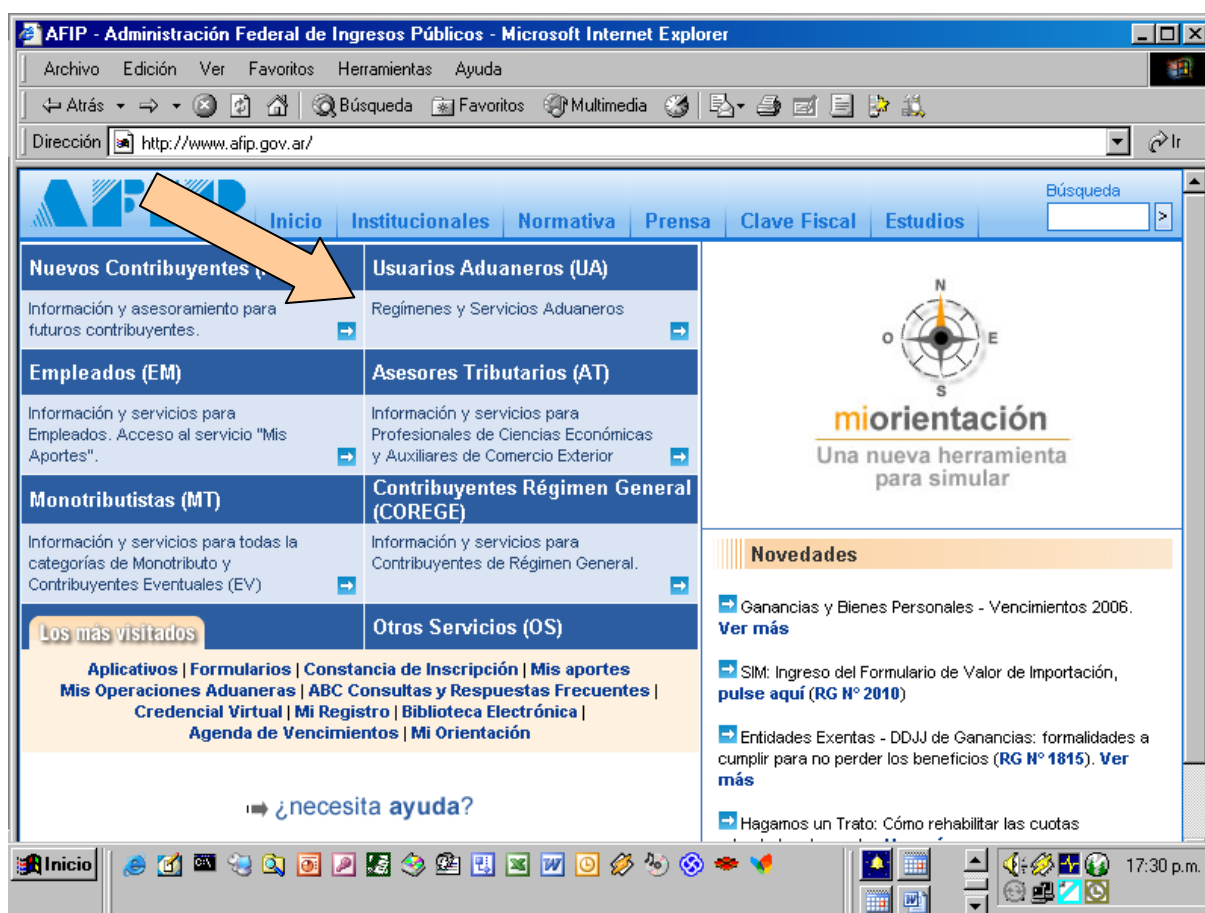 AFIP - Administración Federal de Ingresos Públicos - Microsoft Internet Explorer
Archivo Edición Ver Favoritos Herramientas Ayuda
Atrás Búsqueda Favoritos Multimedia
Dirección http://www.afip.gov.ar/ Ir
Búsqueda
Inicio Institucionales Normativa Prensa Clave Fiscal Estudios
>
Nuevos Contribuyentes
Usuarios Aduaneros (UA)
Información y asesoramiento para
futuros contribuyentes.
Regímenes y Servicios Aduaneros
Empleados (EM)
Asesores Tributarios (AT)
Información y servicios para
Empleados. Acceso al servicio "Mis
Aportes".
Información y servicios para
Profesionales de Ciencias Económicas
y Auxiliares de Comercio Exterior
Monotributistas (MT)
Contribuyentes Régimen General
(COREGE)
Información y servicios para todas la
categorías de Monotributo y
Contribuyentes Eventuales (EV)
Información y servicios para
Contribuyentes de Régimen General.
Los más visitados
Otros Servicios (OS)
Aplicativos | Formularios | Constancia de Inscripción | Mis aportes
Mis Operaciones Aduaneras | ABC Consultas y Respuestas Frecuentes |
Credencial Virtual | Mi Registro | Biblioteca Electrónica |
Agenda de Vencimientos | Mi Orientación
¿necesita ayuda?
N
O E
S
miorientación
Una nueva herramienta
para simular
Novedades
Ganancias y Bienes Personales - Vencimientos 2006.
Ver más
SIM: Ingreso del Formulario de Valor de Importación,
pulse aquí (RG Nº 2010)
Entidades Exentas - DDJJ de Ganancias: formalidades a
cumplir para no perder los beneficios (RG Nº 1815). Ver
más
Hagamos un Trato: Cómo rehabilitar las cuotas
Inicio
17:30 p.m.